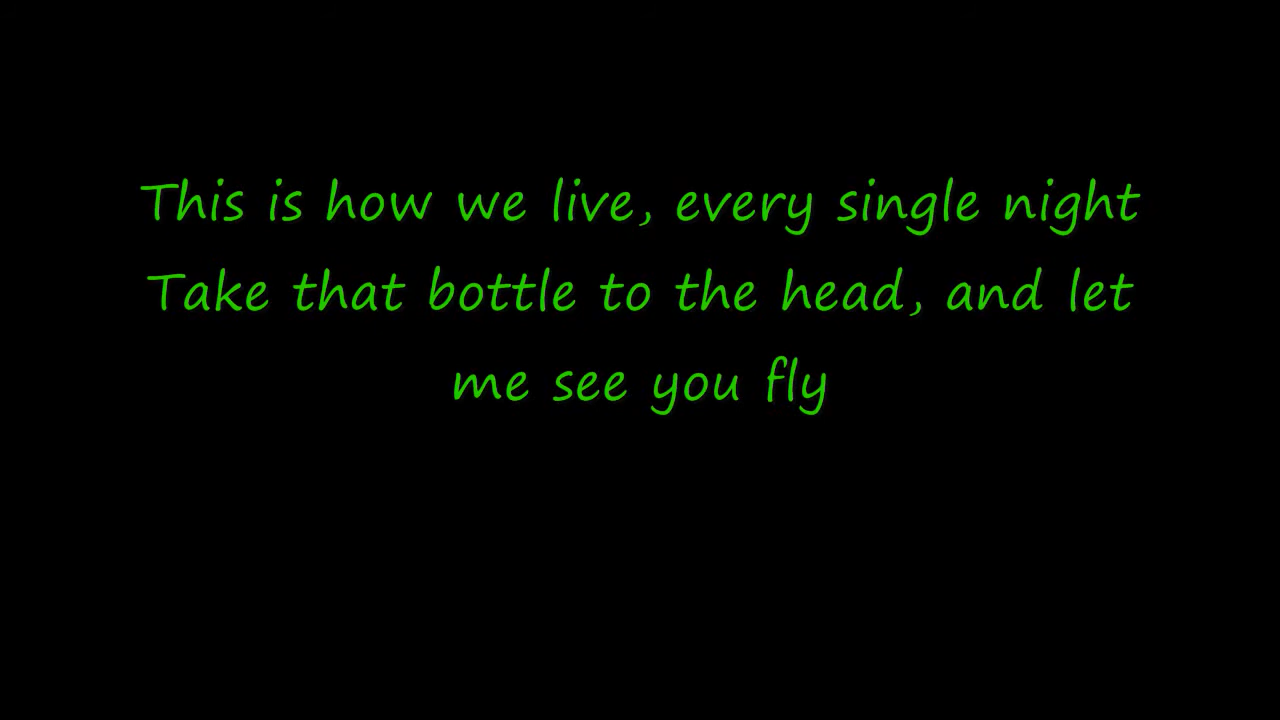 This is how we live, every single night
Take that bottle to the head, and let
me see you fly